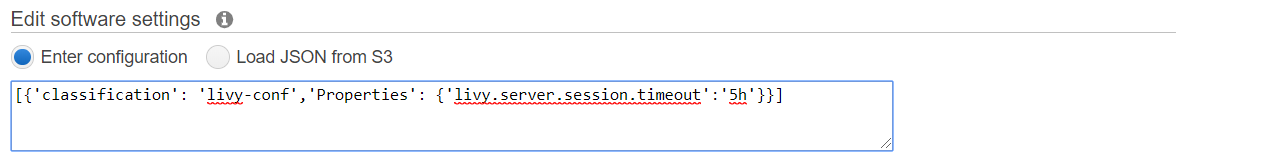 Edit software settings
Enter configuration Load JSON from S3
[{'classification': 'livy-conf','Properties': {'livy.server.session.timeout':'5h'}}]